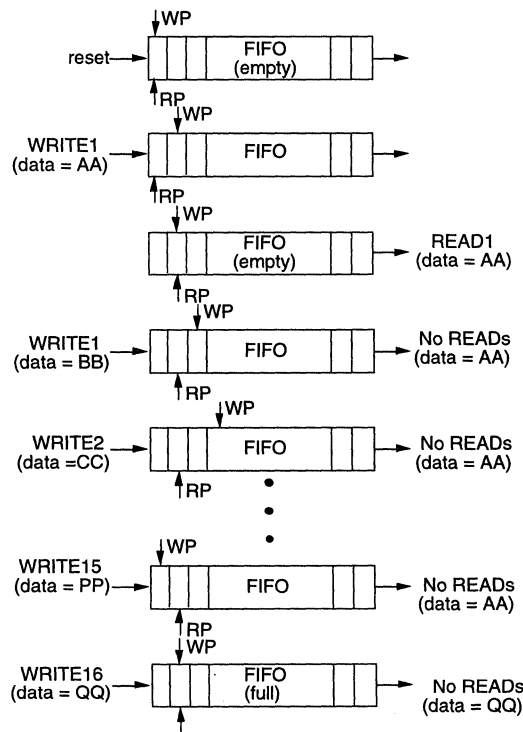 WP
reset
FIFO
(empty)
RP
WP
WRITE1
(data = AA)
FIFO
RP
WP
FIFO
(empty)
READ1
(data = AA)
RP
WP
WRITE1
(data = BB)
FIFO
No READs
(data = AA)
RP
WP
WRITE2
(data =CC)
FIFO
No READs
(data = AA)
RP
WP
WRITE15
(data = PP)
FIFO
No READs
(data = AA)
RP
WP
WRITE16
(data = QQ)
FIFO
(full)
No READs
(data = QQ)